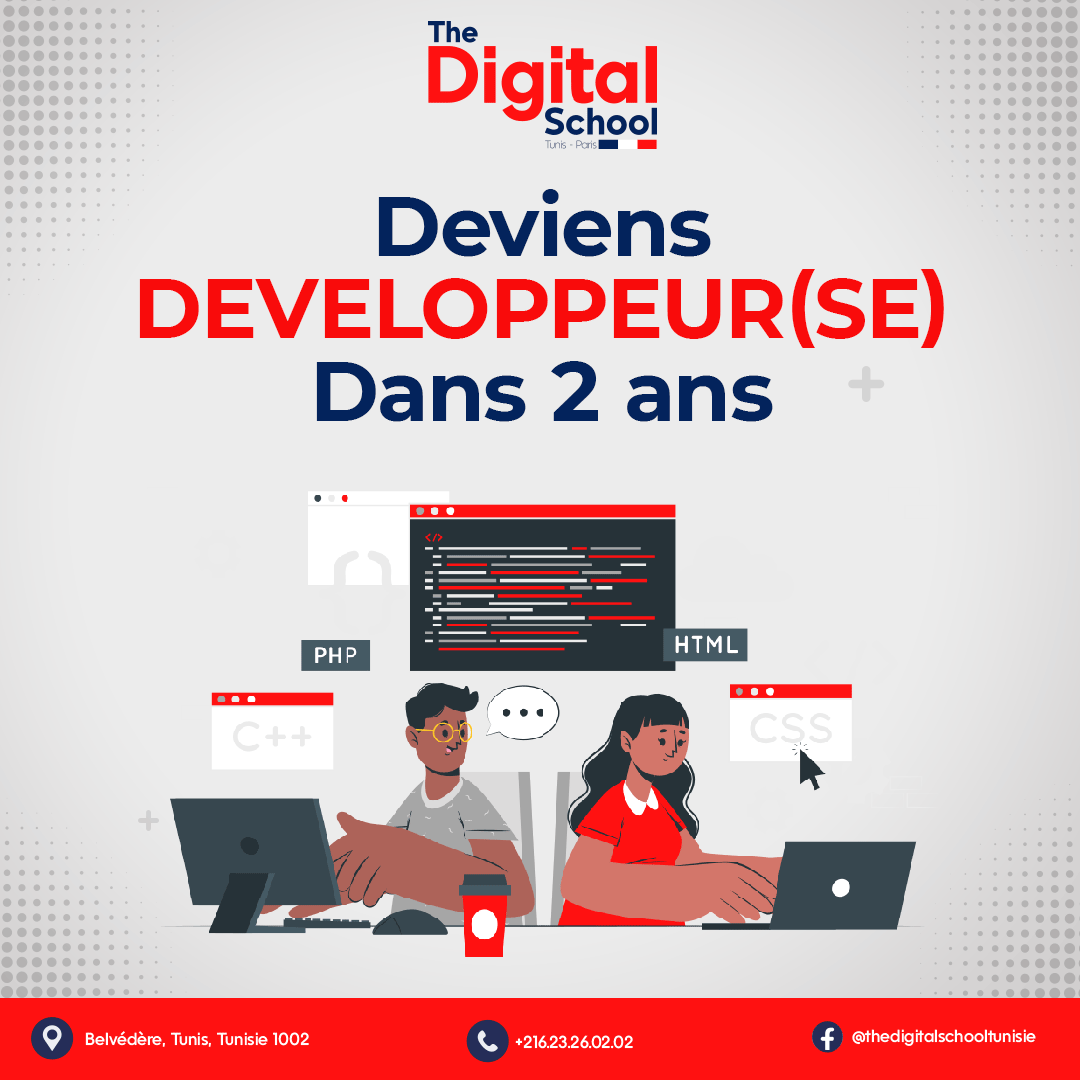 The
Digital
School
Tunis - Paris
Deviens
DEVELOPPEUR(SE)
Dans 2 ans
</>
PHP
HTML
C++
CSS
Belvédère, Tunis, Tunisie 1002
+216.23.26.02.02
@thedigitalschooltunisie